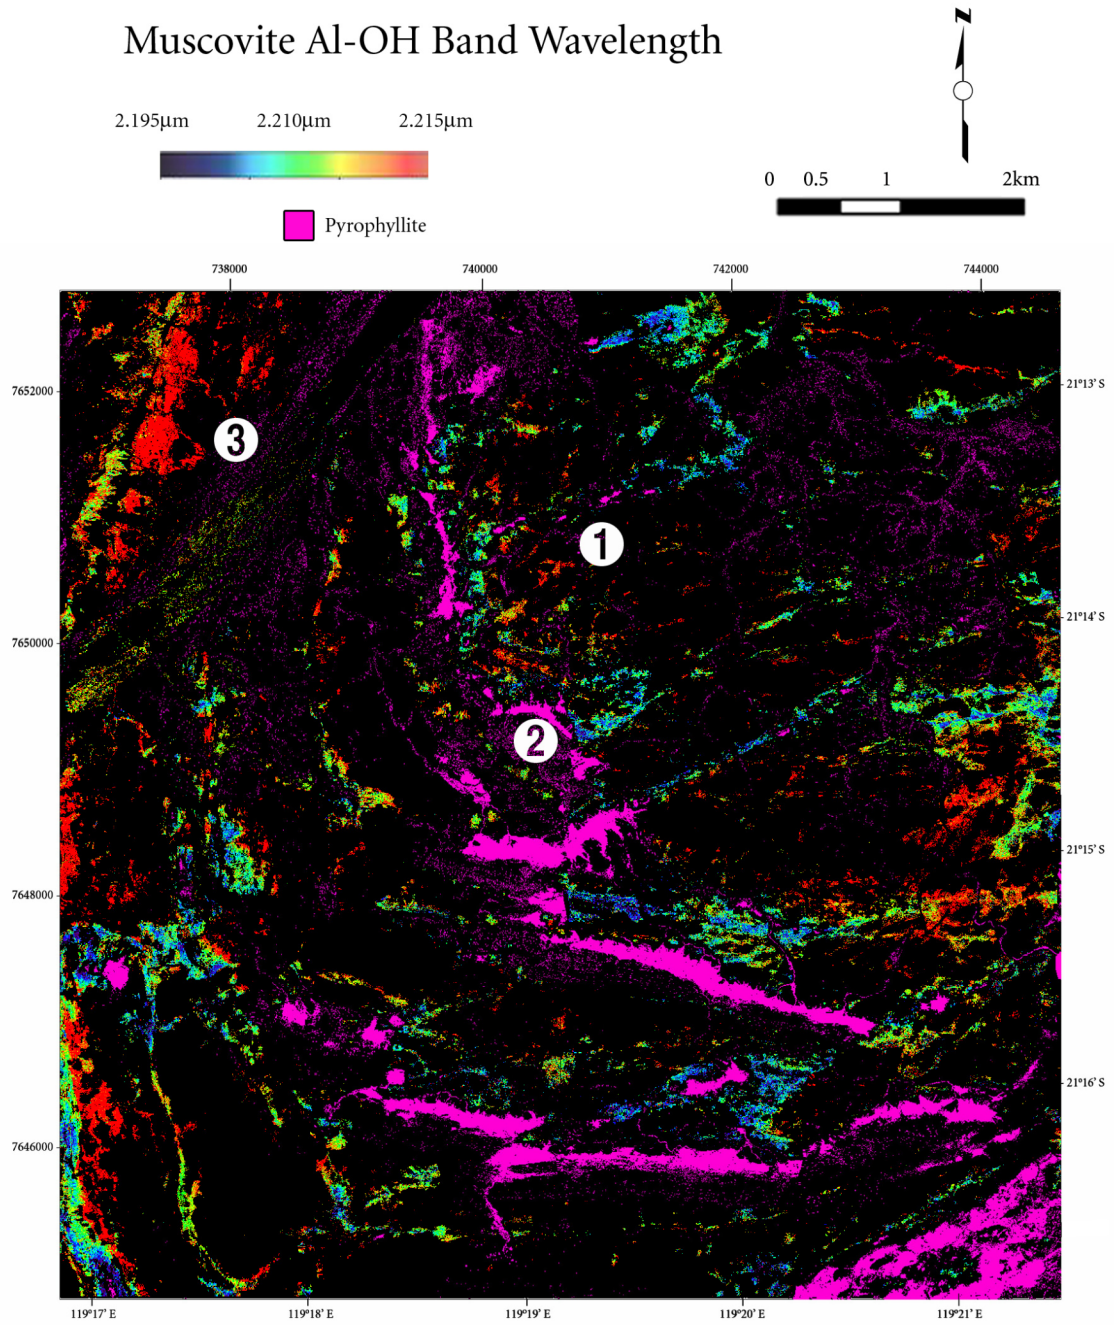 Muscovite Al-OH Band Wavelength
N
2.195µm 2.210µm 2.215µm
0 0.5 1 2km
Pyrophyllite
738000 740000 742000 744000
7652000
21°13' S
3
1
7650000
21°14' S
2
21°15' S
7648000
21°16' S
7646000
119°17' E 119°18' E 119°19' E 119°20' E 119°21' E